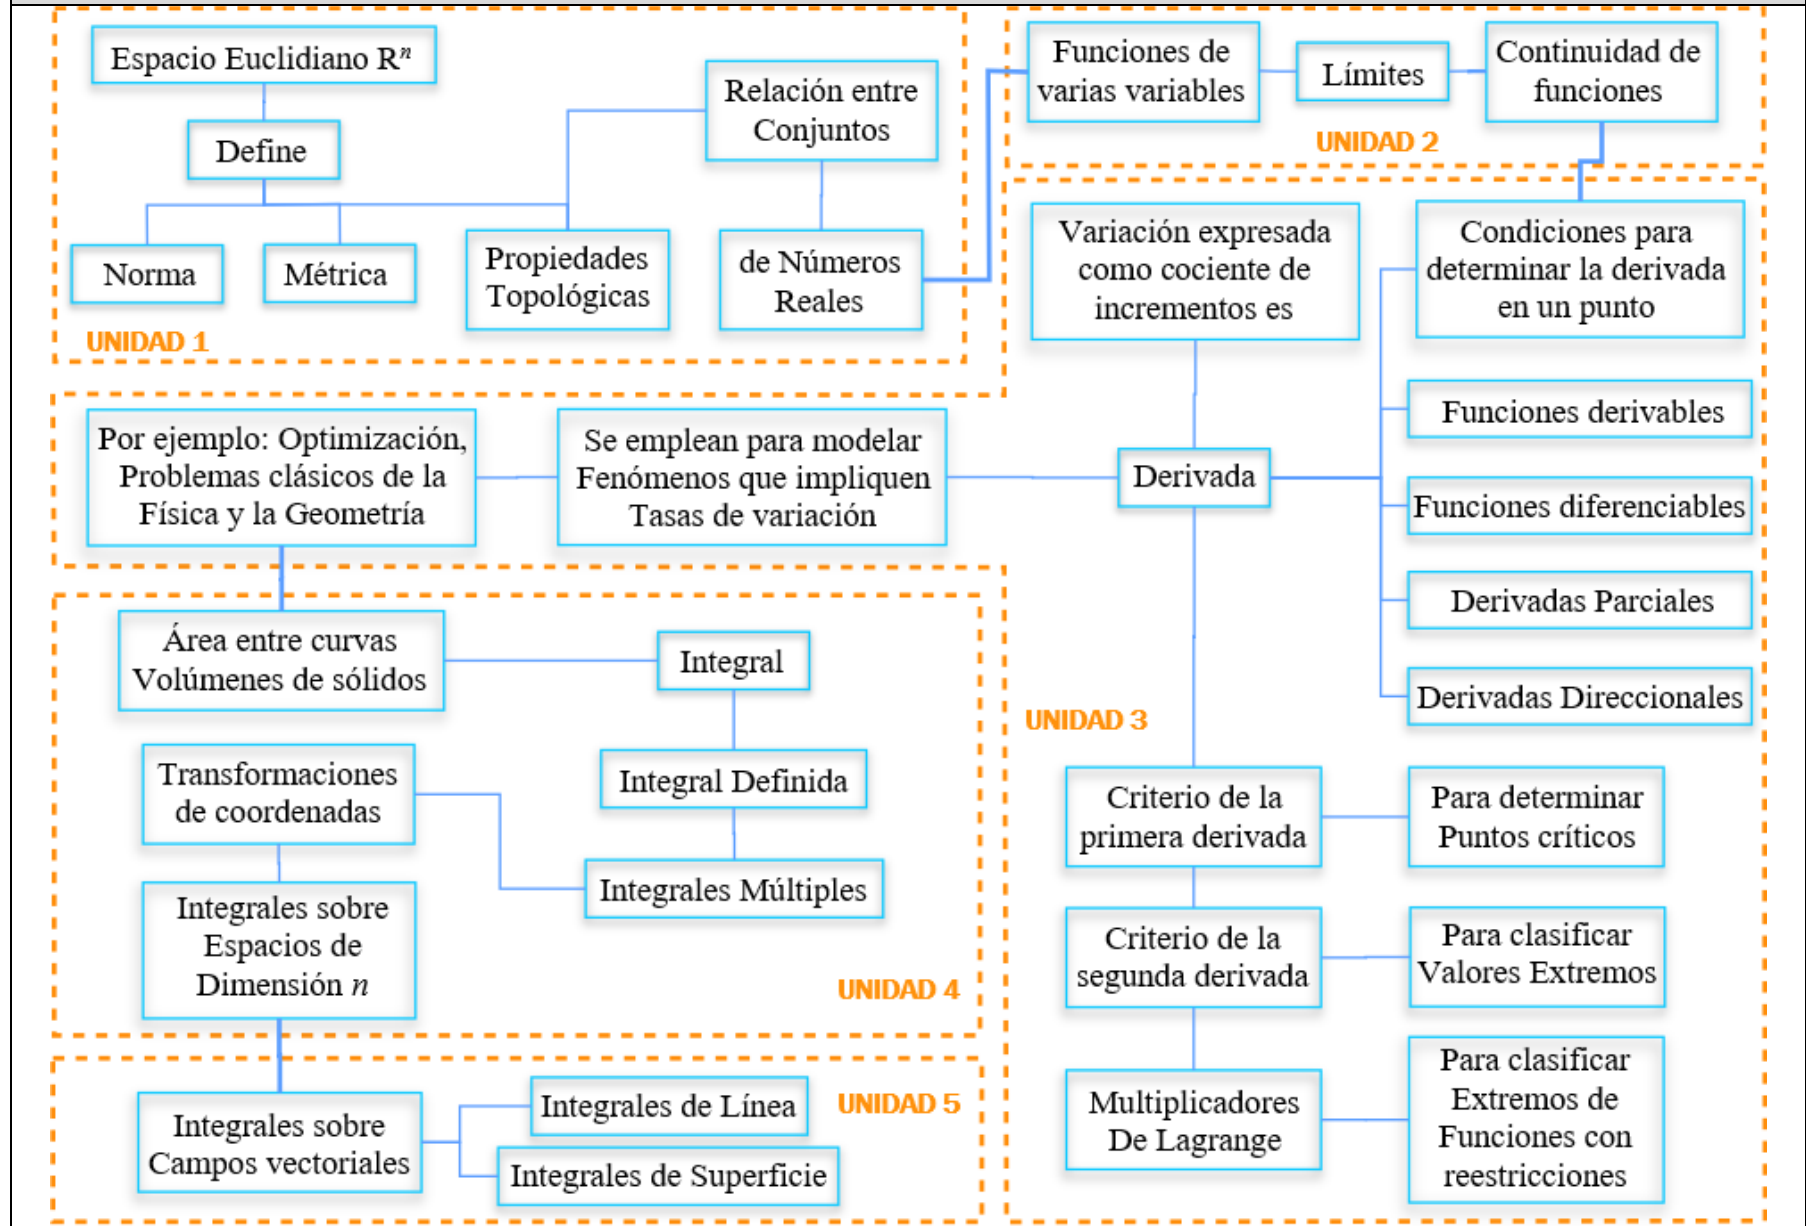 Espacio Euclidiano Rⁿ
Define
Norma
Métrica
Propiedades
Topológicas
Relación entre
Conjuntos
de Números
Reales
UNIDAD 1
Funciones de
varias variables
Límites
Continuidad de
funciones
UNIDAD 2
Variación expresada
como cociente de
incrementos es
Condiciones para
determinar la derivada
en un punto
Funciones derivables
Funciones diferenciables
Derivadas Parciales
Derivadas Direccionales
Derivada
Se emplean para modelar
Fenómenos que impliquen
Tasas de variación
Por ejemplo: Optimización,
Problemas clásicos de la
Física y la Geometría
UNIDAD 3
Criterio de la
primera derivada
Para determinar
Puntos críticos
Criterio de la
segunda derivada
Para clasificar
Valores Extremos
Multiplicadores
De Lagrange
Para clasificar
Extremos de
Funciones con
reestricciones
Área entre curvas
Volúmenes de sólidos
Integral
Integral Definida
Integrales Múltiples
Transformaciones
de coordenadas
Integrales sobre
Espacios de
Dimensión n
UNIDAD 4
Integrales sobre
Campos vectoriales
Integrales de Línea
Integrales de Superficie
UNIDAD 5